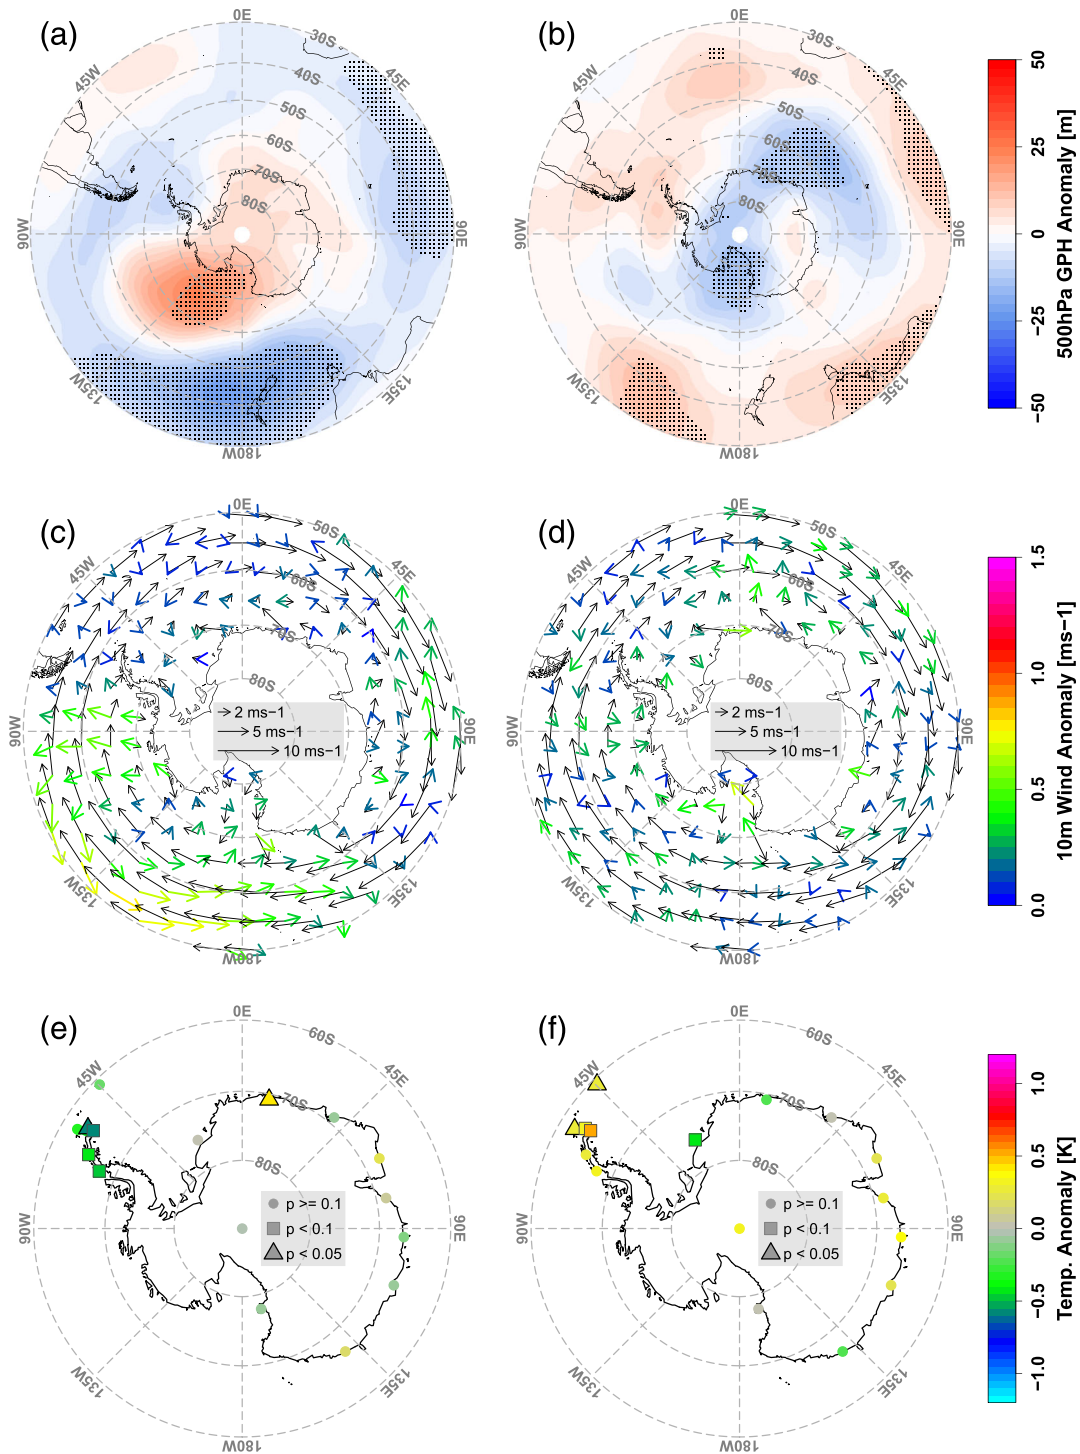 (a)
0E
30S
45E
40S
50S
60S
70S
80S
45W
90W
90E
135W
135E
180W
(b)
0E
30S
45E
40S
50S
60S
70S
80S
45W
90W
90E
135W
135E
180W
50
25
0
−25
−50
500hPa GPH Anomaly [m]
(c)
0E
50S
45E
60S
70S
80S
45W
90W
90E
2 ms−1
5 ms−1
10 ms−1
135W
135E
180W
(d)
0E
50S
45E
60S
70S
80S
45W
90W
90E
2 ms−1
5 ms−1
10 ms−1
135W
135E
180W
1.5
1.0
0.5
0.0
10m Wind Anomaly [ms−1]
(e)
0E
60S
45E
70S
80S
45W
90W
90E
p >= 0.1
p < 0.1
p < 0.05
135W
135E
180W
(f)
0E
60S
45E
70S
80S
45W
90W
90E
p >= 0.1
p < 0.1
p < 0.05
135W
135E
180W
1.0
0.5
0.0
−0.5
−1.0
Temp. Anomaly [K]